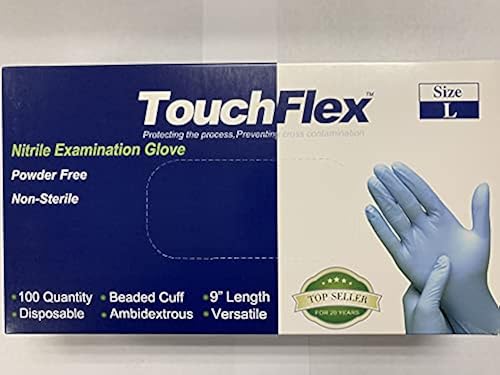 TouchFlex™
Protecting the process, Preventing cross contamination
Size
L
Nitrile Examination Glove
Powder Free
Non-Sterile
• 100 Quantity • Beaded Cuff • 9" Length
• Disposable • Ambidextrous • Versatile
TOP SELLER
FOR 20 YEARS